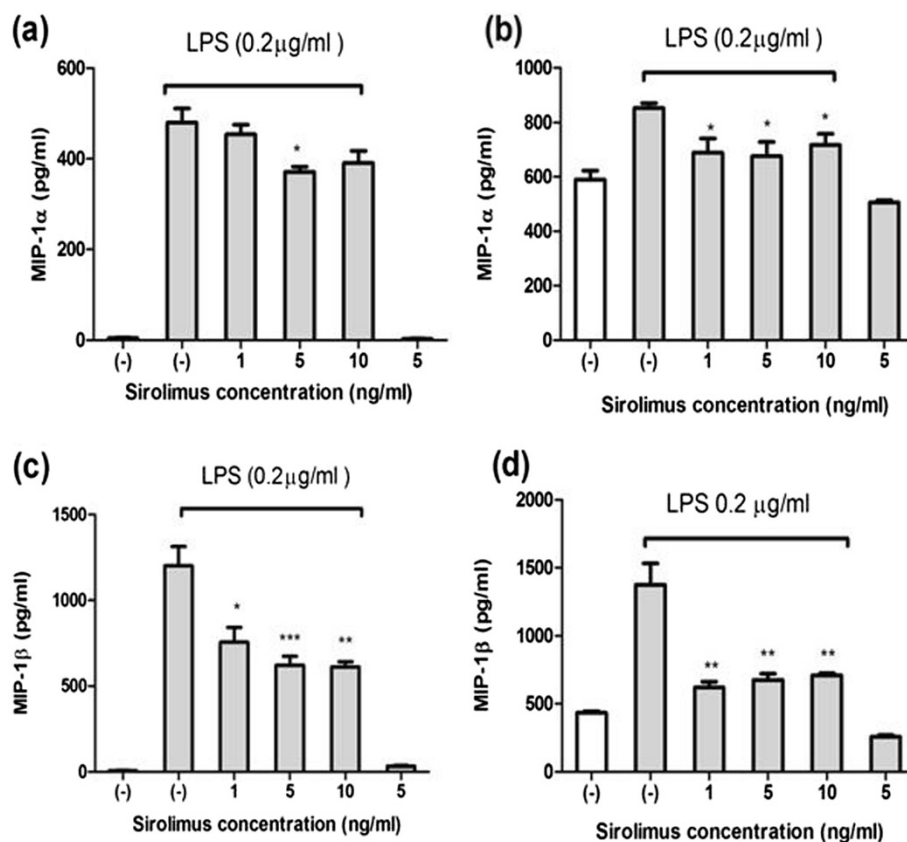 (a)
LPS (0.2μg/ml)
MIP-1α (pg/ml)
600
400
200
0
(-) (-) 1 5 10 5
*
Sirolimus concentration (ng/ml)
(b)
LPS (0.2μg/ml)
MIP-1α (pg/ml)
1000
800
600
400
200
0
* * *
(-) (-) 1 5 10 5
Sirolimus concentration (ng/ml)
(c)
LPS (0.2μg/ml )
MIP-1β (pg/ml)
1500
1000
500
0
* *** **
(-) (-) 1 5 10 5
Sirolimus concentration (ng/ml)
(d)
LPS 0.2 μg/ml
MIP-1β (pg/ml)
2000
1500
1000
500
0
** ** **
(-) (-) 1 5 10 5
Sirolimus concentration (ng/ml)